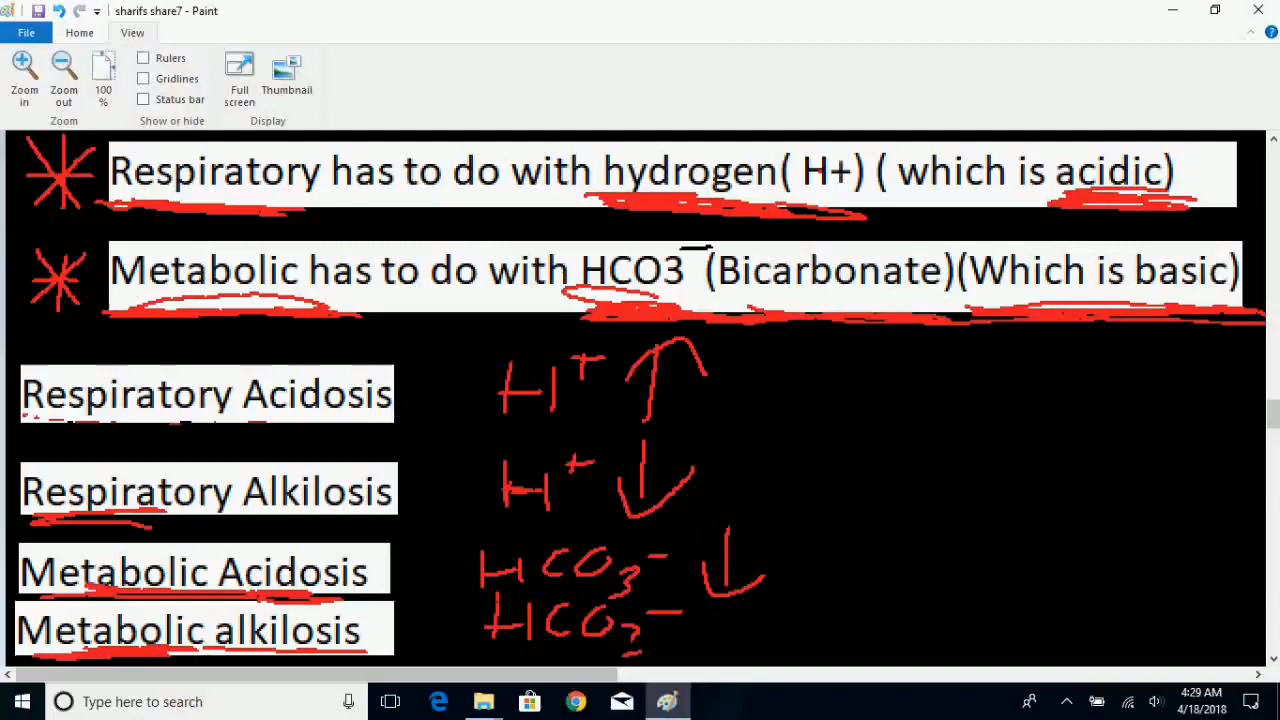 sharifs share7 - Paint
File Home View
Zoom in
Zoom out
100 %
Rulers
Gridlines
Status bar
Full screen
Thumbnail
Zoom
Show or hide
Display
Respiratory has to do with hydrogen( H+) ( which is acidic)
Metabolic has to do with HCO3⁻ (Bicarbonate)(Which is basic)
Respiratory Acidosis H⁺ ↑
Respiratory Alkilosis H⁺ ↓
Metabolic Acidosis HCO₃⁻ ↓
Metabolic alkilosis HCO₃⁻
Type here to search
4:29 AM
4/18/2018